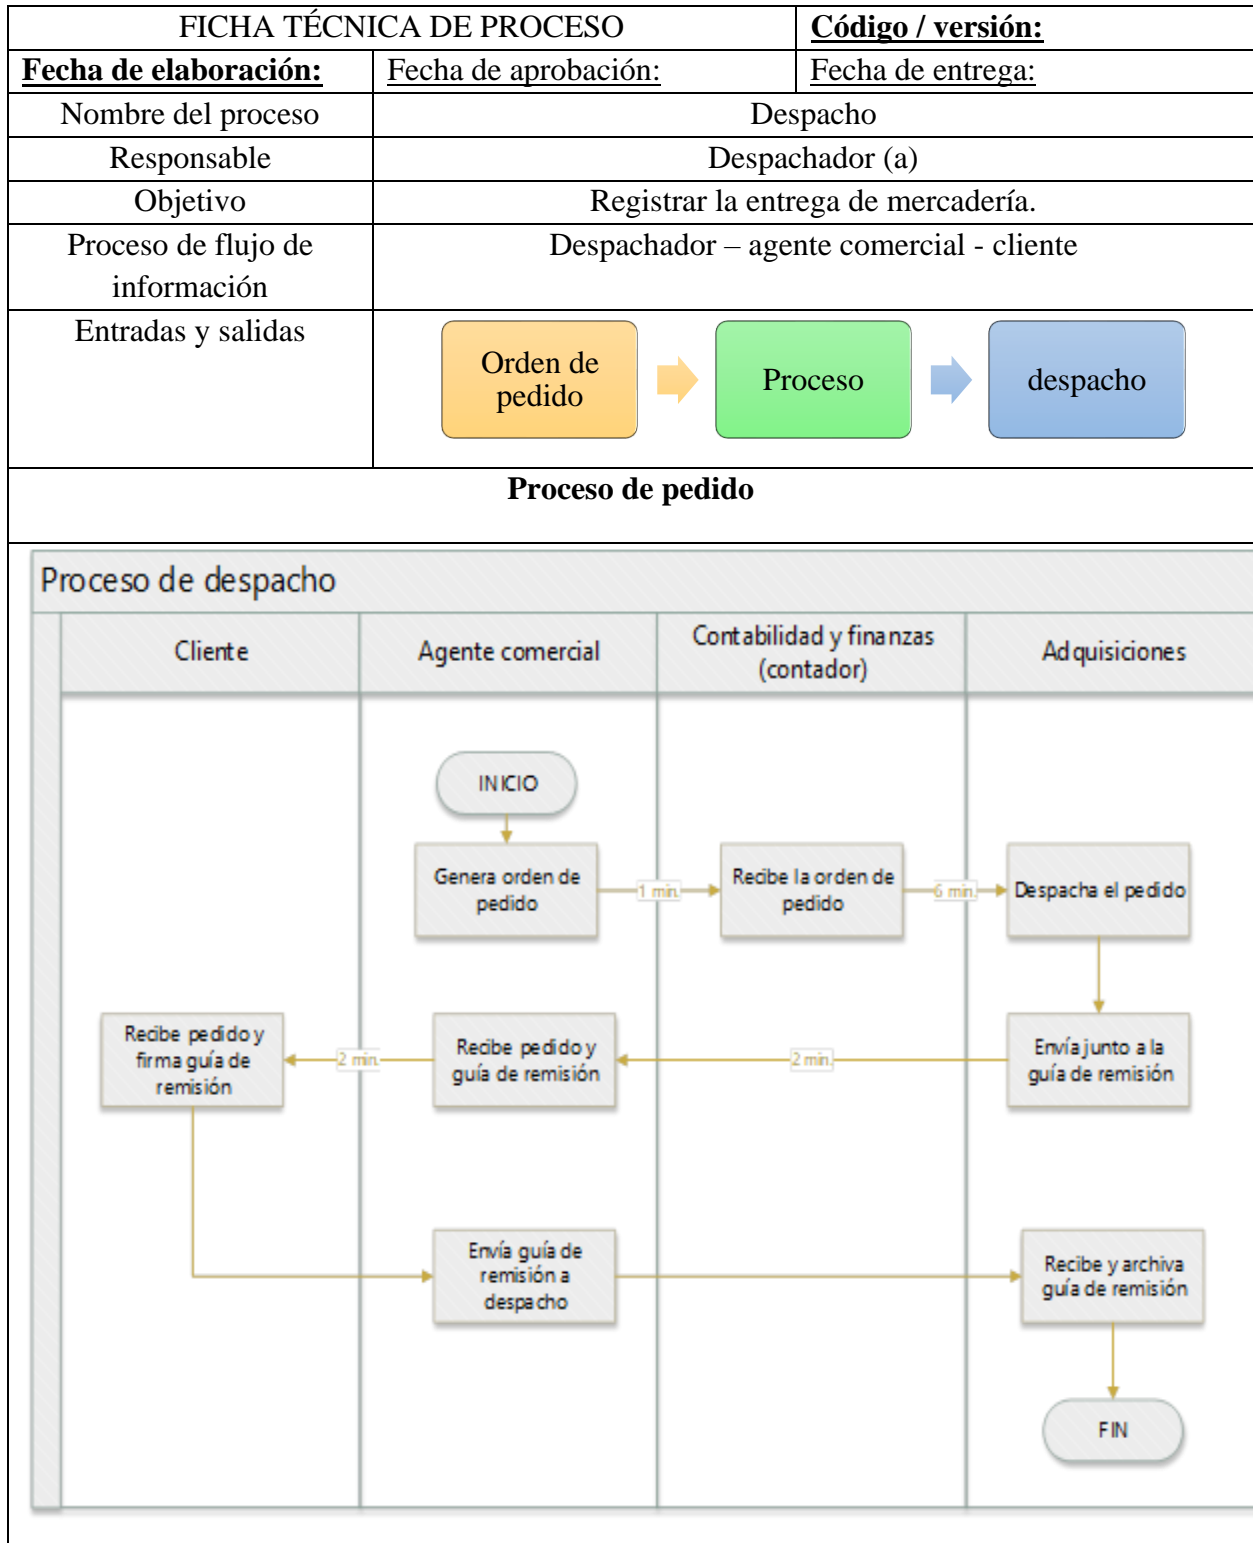 FICHA TÉCNICA DE PROCESO
Código / versión:
Fecha de elaboración:
Fecha de aprobación:
Fecha de entrega:
Nombre del proceso
Despacho
Responsable
Despachador (a)
Objetivo
Registrar la entrega de mercadería.
Proceso de flujo de
información
Despachador – agente comercial - cliente
Entradas y salidas
Orden de
pedido
Proceso
despacho
Proceso de pedido
Proceso de despacho
Cliente
Agente comercial
Contabilidad y finanzas
(contador)
Adquisiciones
INICIO
Genera orden de
pedido
1 min.
Recibe la orden de
pedido
6 min.
Despacha el pedido
Recibe pedido y
firma guía de
remisión
2 min.
Recibe pedido y
guía de remisión
2 min.
Envía junto a la
guía de remisión
Envía guía de
remisión a
despacho
Recibe y archiva
guía de remisión
FIN